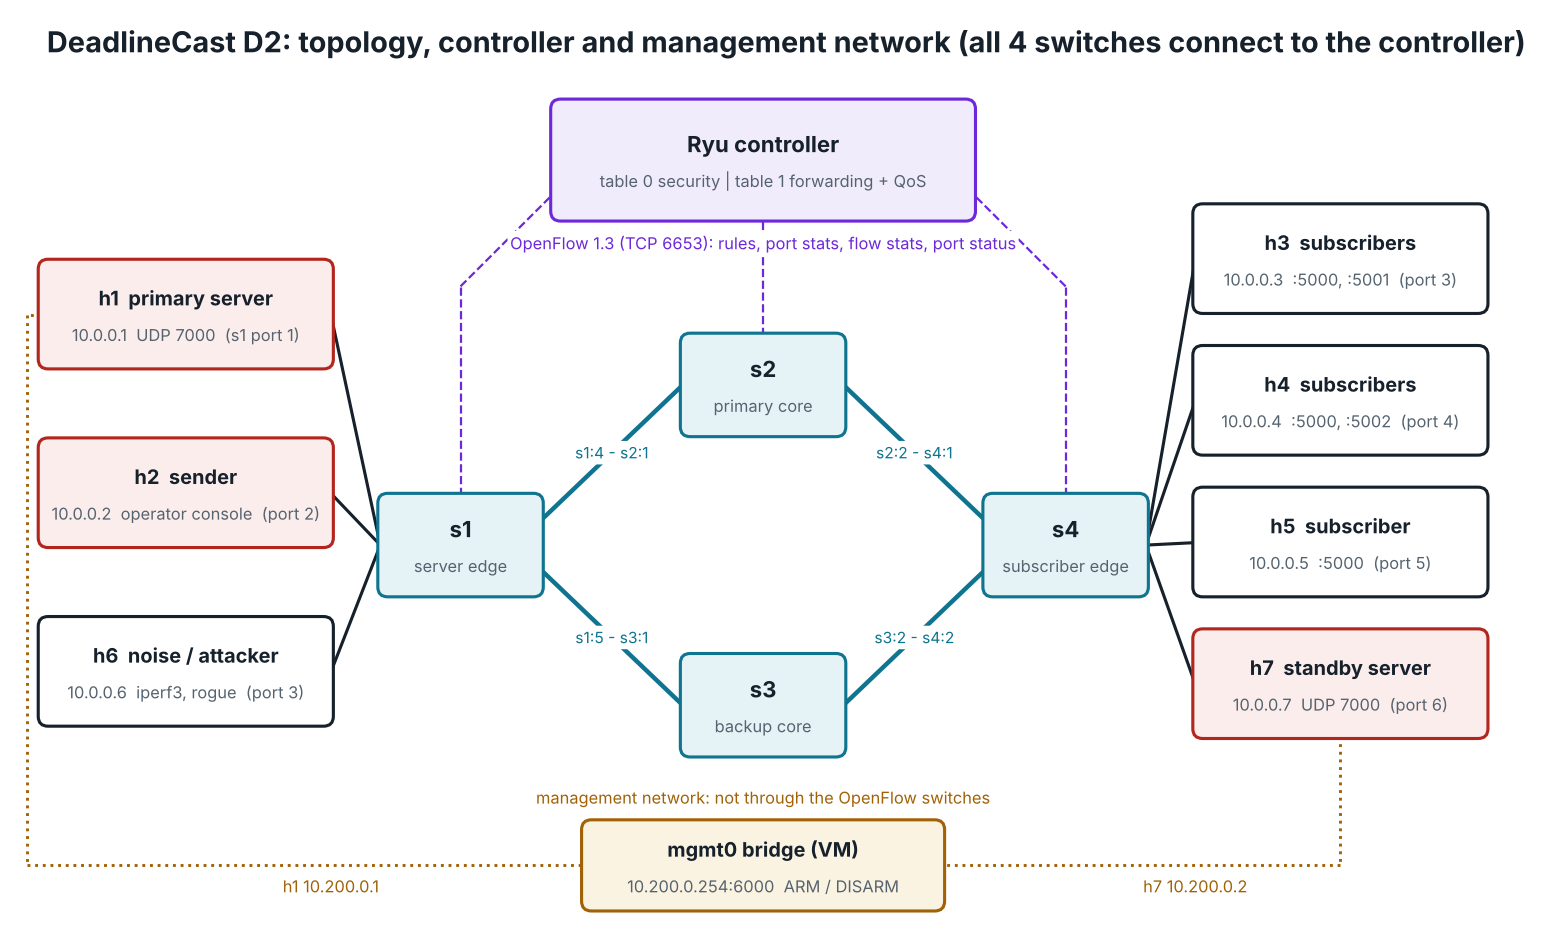 DeadlineCast D2: topology, controller and management network (all 4 switches connect to the controller)
Ryu controller
table 0 security | table 1 forwarding + QoS
OpenFlow 1.3 (TCP 6653): rules, port stats, flow stats, port status
h1 primary server
10.0.0.1 UDP 7000 (s1 port 1)
h2 sender
10.0.0.2 operator console (port 2)
h6 noise / attacker
10.0.0.6 iperf3, rogue (port 3)
s1
server edge
s2
primary core
s1:4 - s2:1
s2:2 - s4:1
s1:5 - s3:1
s3:2 - s4:2
s3
backup core
s4
subscriber edge
h3 subscribers
10.0.0.3 :5000, :5001 (port 3)
h4 subscribers
10.0.0.4 :5000, :5002 (port 4)
h5 subscriber
10.0.0.5 :5000 (port 5)
h7 standby server
10.0.0.7 UDP 7000 (port 6)
management network: not through the OpenFlow switches
mgmt0 bridge (VM)
10.200.0.254:6000 ARM / DISARM
h1 10.200.0.1
h7 10.200.0.2